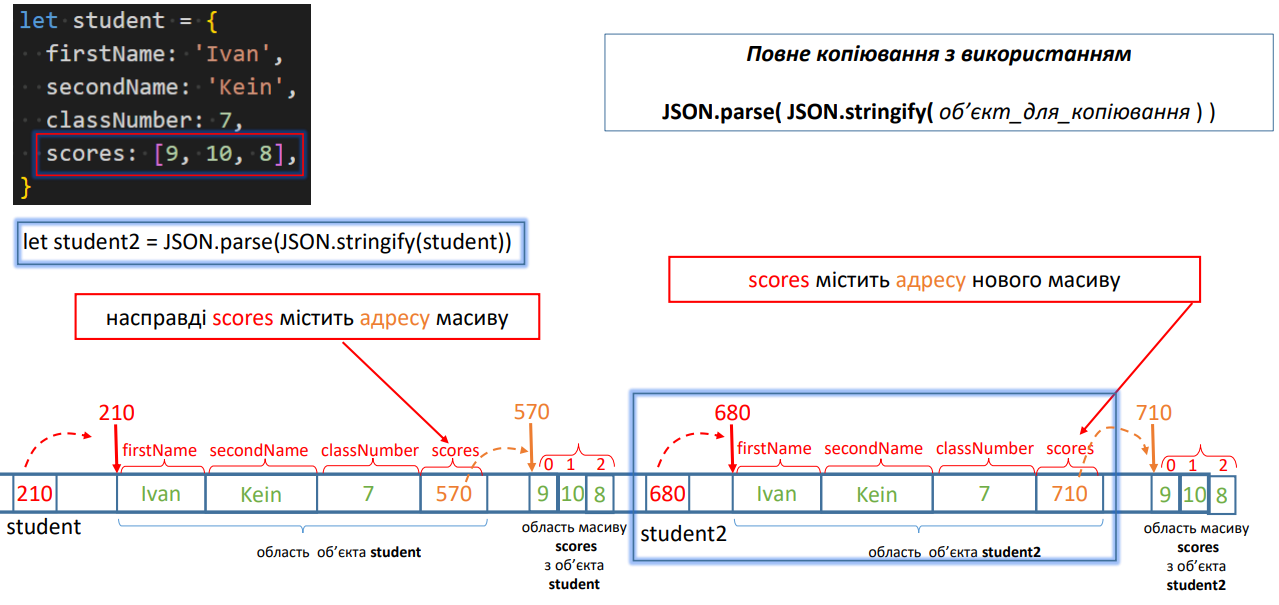 let student = {
firstName: 'Ivan',
secondName: 'Kein',
classNumber: 7,
scores: [9, 10, 8],
}
Повне копіювання з використанням
JSON.parse( JSON.stringify( об’єкт_для_копіювання ) )
let student2 = JSON.parse(JSON.stringify(student))
scores містить адресу нового масиву
насправді scores містить адресу масиву
210
570
680
710
firstName secondName classNumber scores
0 1 2
firstName secondName classNumber scores
0 1 2
210 Ivan Kein 7 570 9 10 8 680 Ivan Kein 7 710 9 10 8
student
область об’єкта student
область масиву
scores
з об’єкта
student
student2
область об’єкта student2
область масиву
scores
з об’єкта
student2